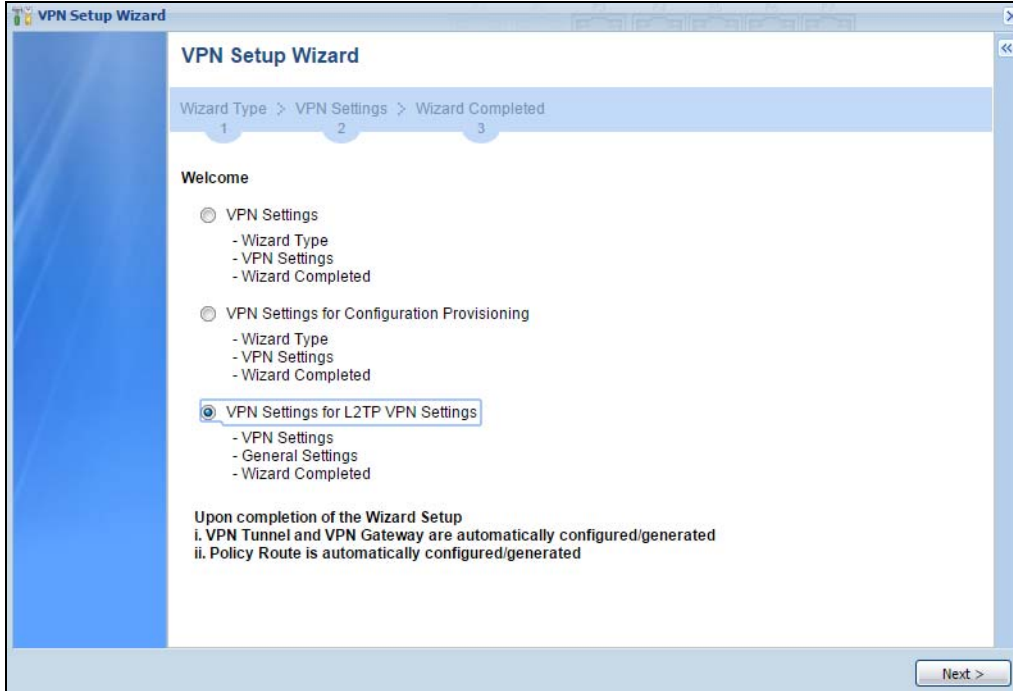 VPN Setup Wizard
VPN Setup Wizard
Wizard Type > VPN Settings > Wizard Completed
1 2 3
Welcome
VPN Settings
- Wizard Type
- VPN Settings
- Wizard Completed
VPN Settings for Configuration Provisioning
- Wizard Type
- VPN Settings
- Wizard Completed
VPN Settings for L2TP VPN Settings
- VPN Settings
- General Settings
- Wizard Completed
Upon completion of the Wizard Setup
i. VPN Tunnel and VPN Gateway are automatically configured/generated
ii. Policy Route is automatically configured/generated
Next >